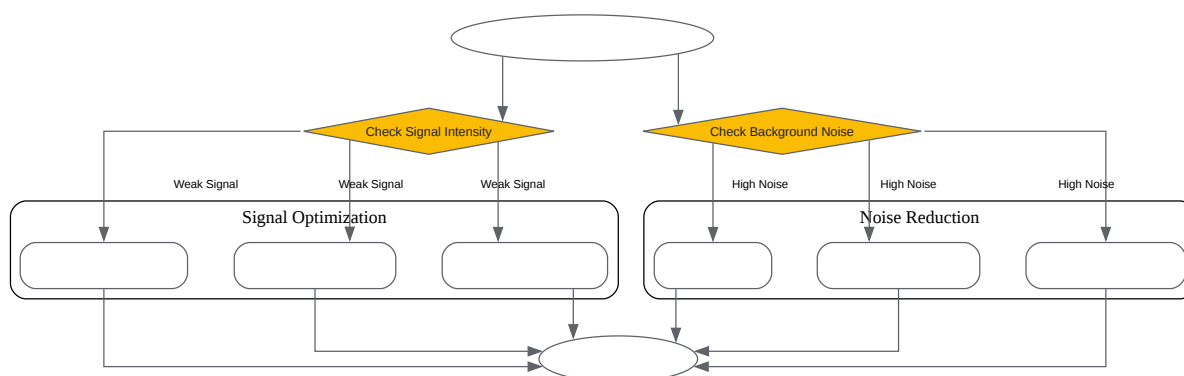 Check Signal Intensity
Check Background Noise
Weak Signal
Weak Signal
Weak Signal
High Noise
High Noise
High Noise
Signal Optimization
Noise Reduction